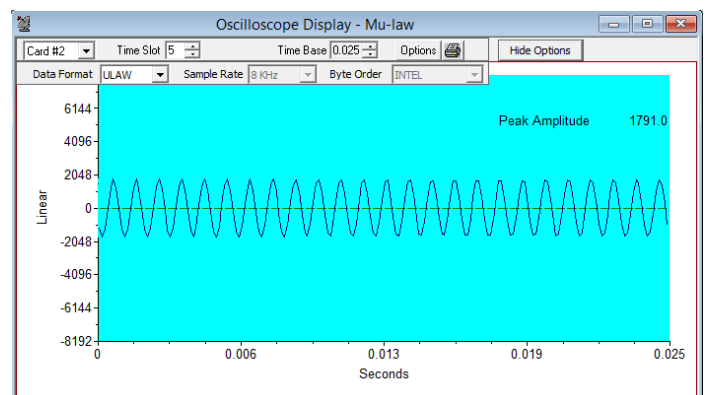 Oscilloscope Display - Mu-law
Card #2 Time Slot 5 Time Base 0.025 Options Hide Options
Data Format ULAW Sample Rate 8 KHz Byte Order INTEL
Peak Amplitude 1791.0
6144
4096
2048
0
-2048
-4096
-6144
-8192
Linear
0 0.006 0.013 0.019 0.025
Seconds